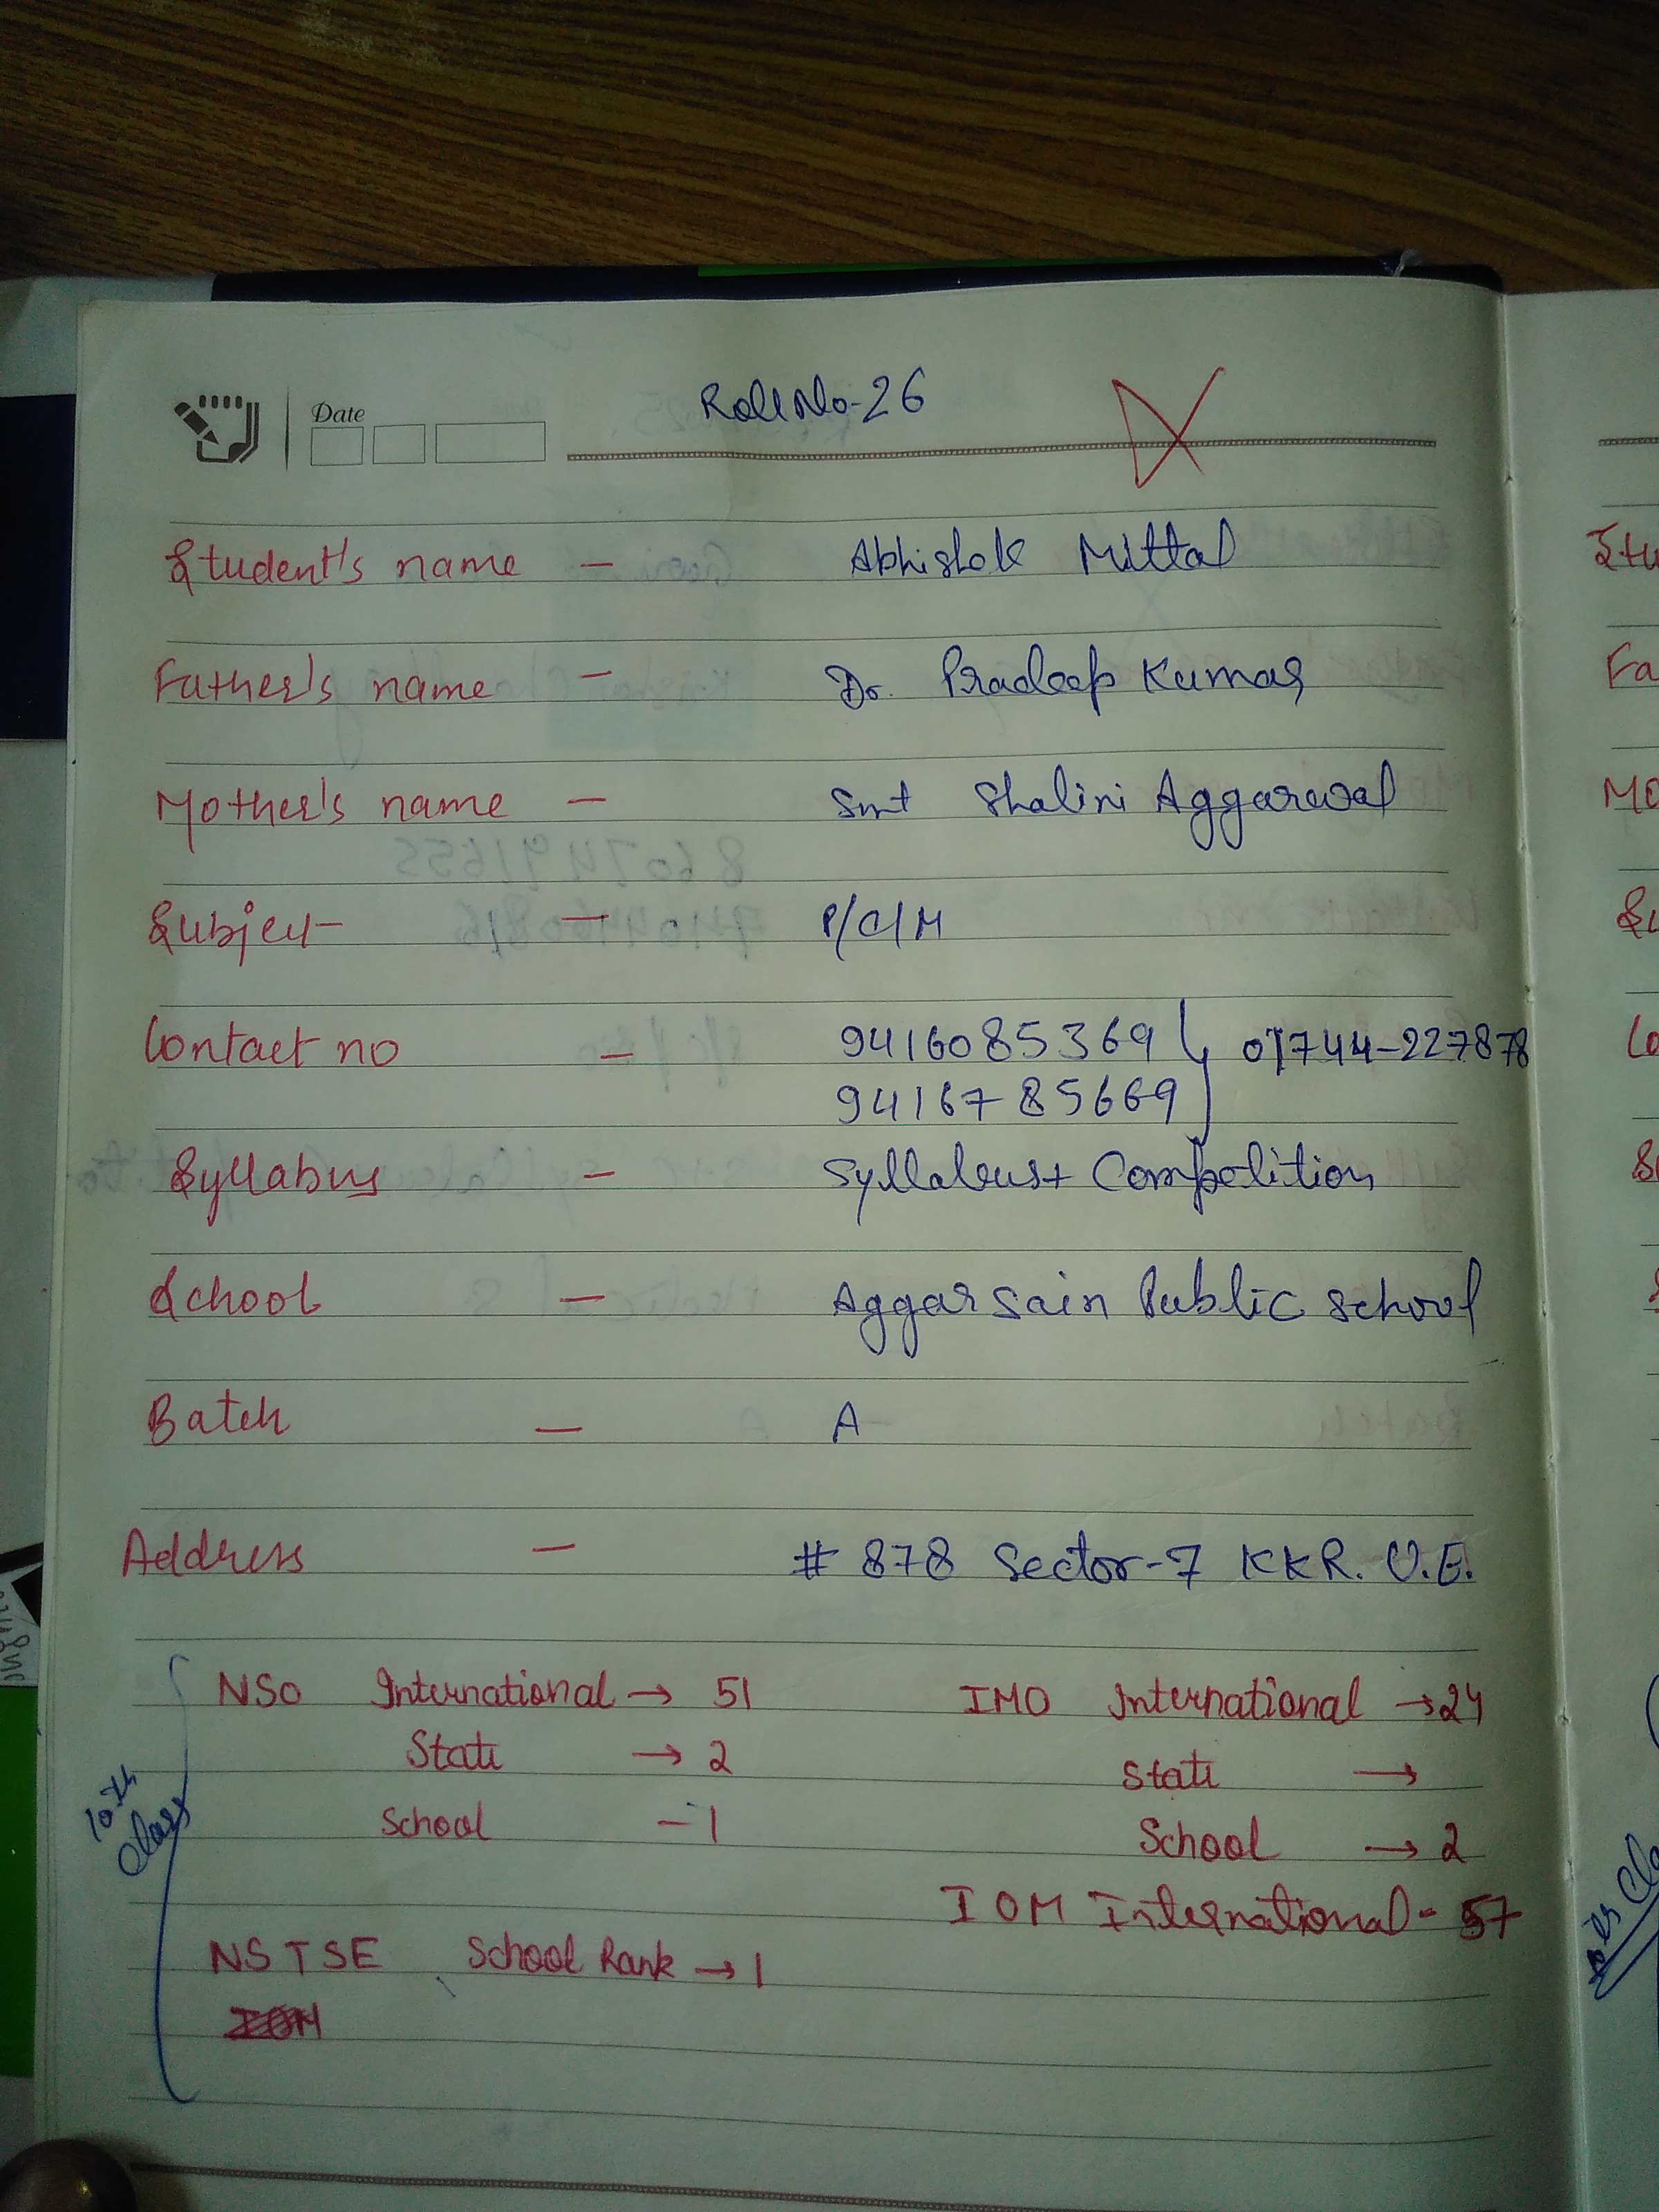 Date
Roll No-26
Student's name - Abhishek Mittal
Father's name - Dr. Pradeep Kumar
Mother's name - Smt Shalini Aggarwal
Subject - P/C/M
Contact no - 9416085369 01744-227878
9416785669
Syllabus - Syllabus+ Competition
School - Aggar Sain Public School
Batch - A
Address - # 878 Sector-7 KKR. U.E.
NSO International → 51 IMO International → 24
State → 2 State →
School - 1 School → 2
10th class
IOM International - 57
NSTSE School Rank → 1